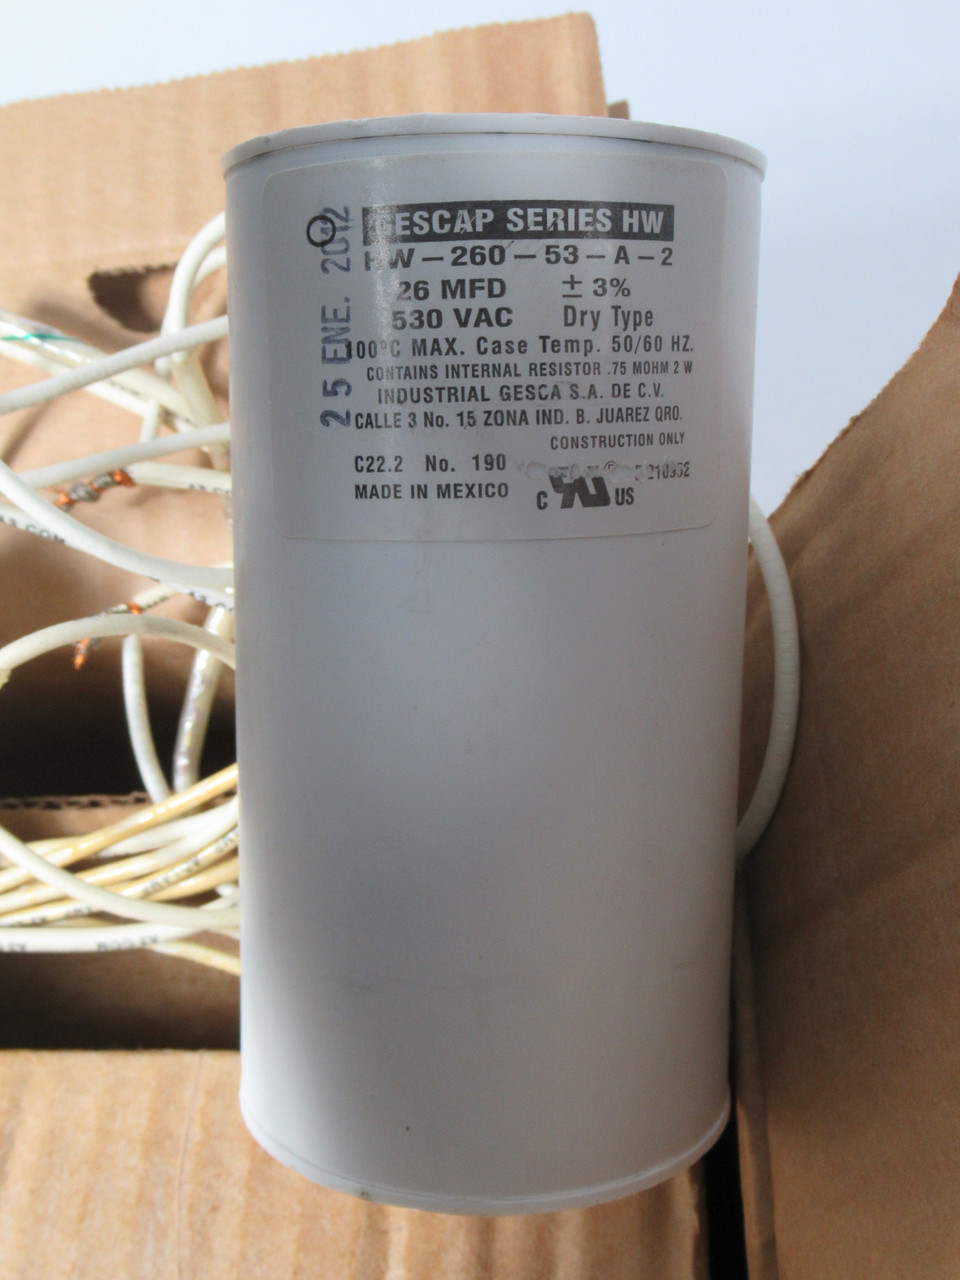 GESCAP SERIES HW
HW-260-53-A-2
26 MFD ± 3%
530 VAC Dry Type
100°C MAX. Case Temp. 50/60 HZ.
CONTAINS INTERNAL RESISTOR .75 MOHM 2 W
INDUSTRIAL GESCA S.A. DE C.V.
CALLE 3 No. 15 ZONA IND. B. JUAREZ QRO.
CONSTRUCTION ONLY
C22.2 No. 190
MADE IN MEXICO
C US
25 ENE. 2012